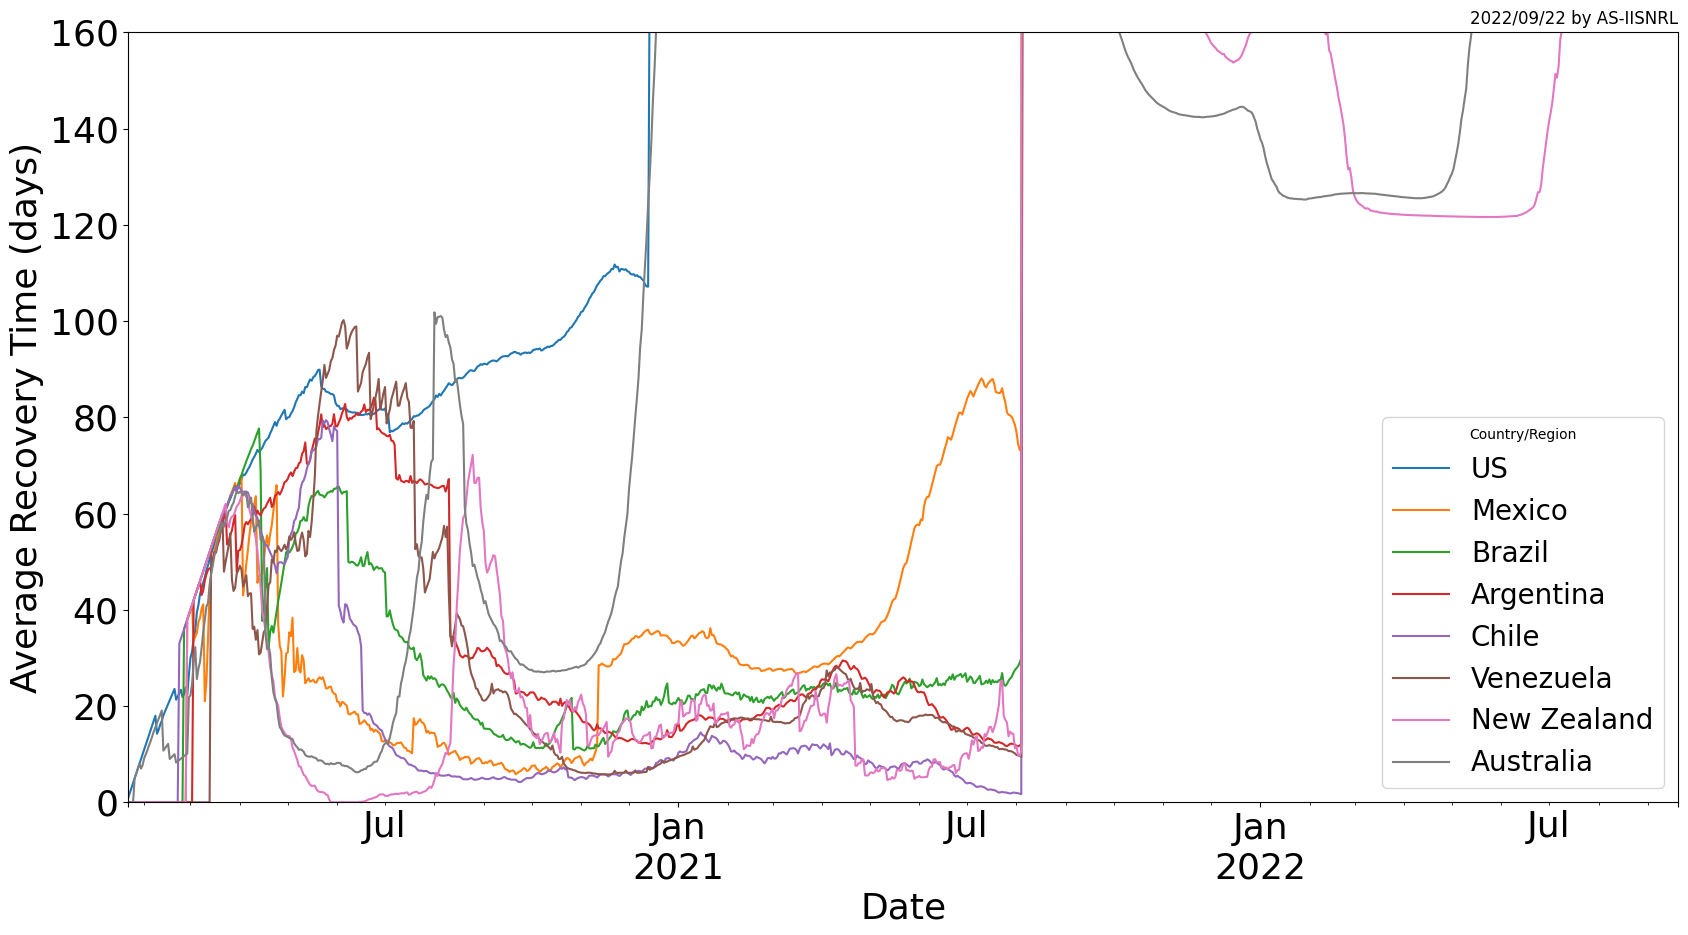 2022/09/22 by AS-IISNRL
Average Recovery Time (days)
160
140
120
100
80
60
40
20
0
Country/Region
US
Mexico
Brazil
Argentina
Chile
Venezuela
New Zealand
Australia
Jul
Jan
2021
Jul
Jan
2022
Jul
Date